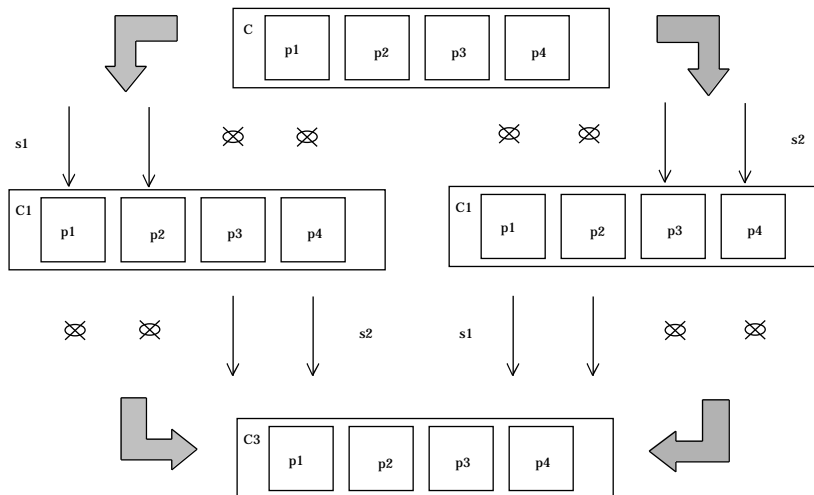 C p1 p2 p3 p4
s1 s2
C1 p1 p2 p3 p4
C1 p1 p2 p3 p4
s2 s1
C3 p1 p2 p3 p4